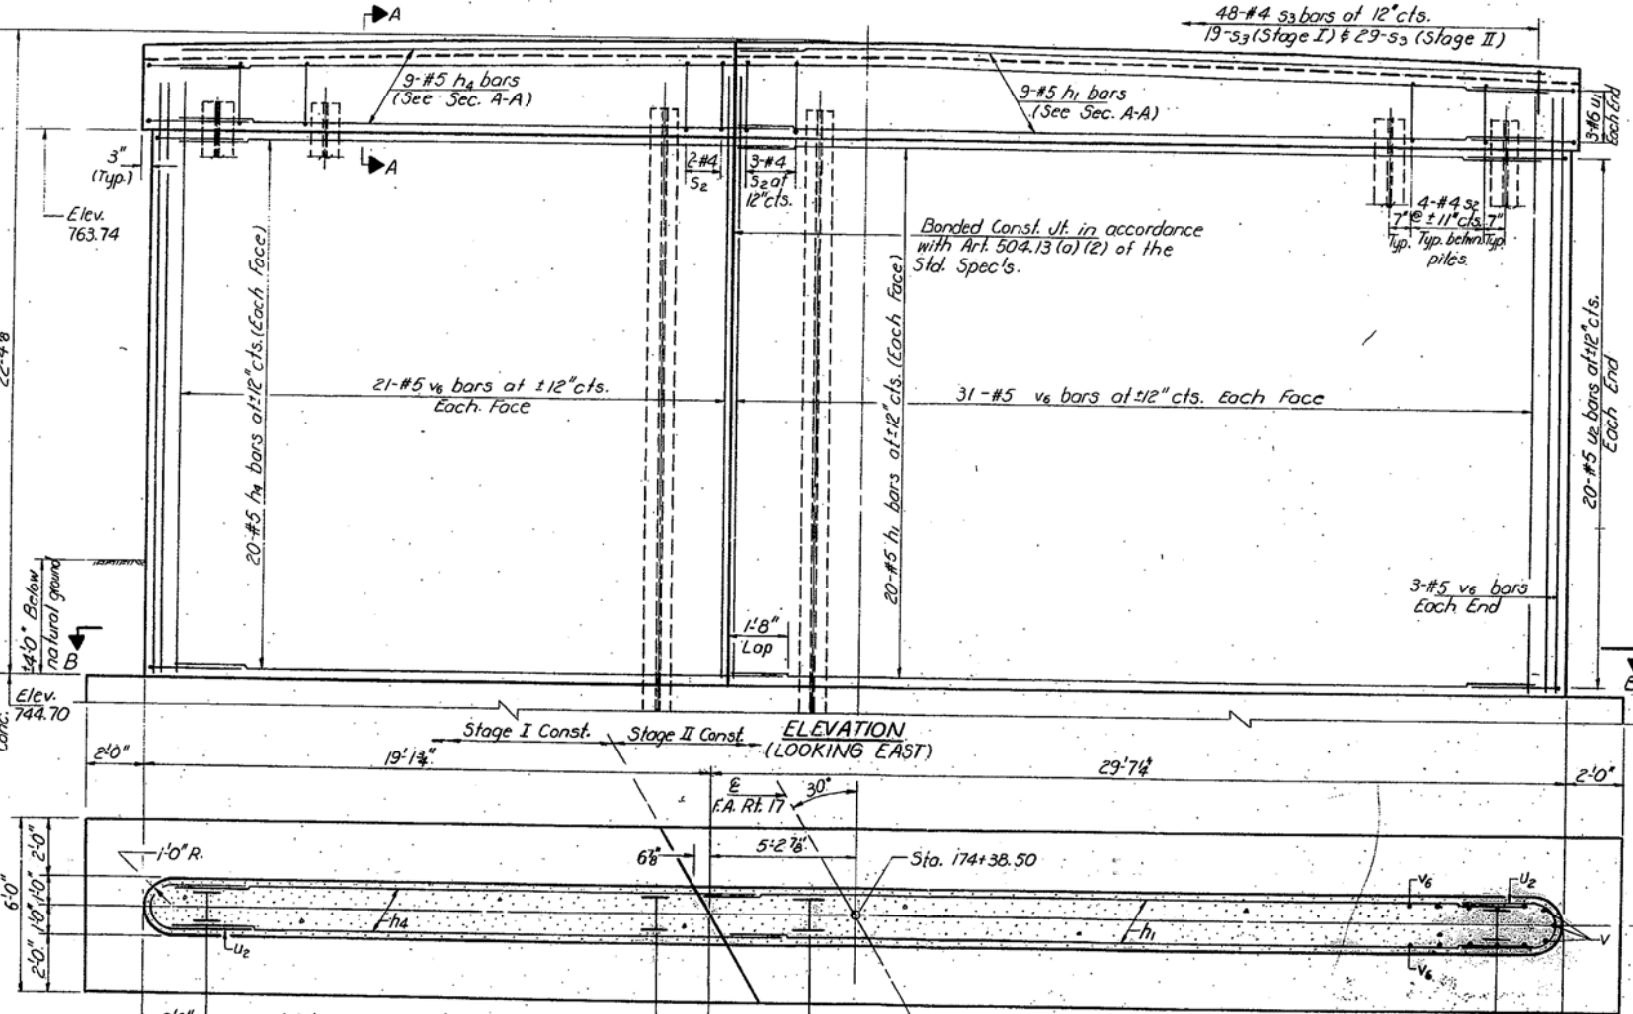 A
48-#4 s3 bars at 12"cts.
19-s3 (Stage I) & 29-s3 (Stage II)
9-#5 h4 bars
(See Sec. A-A)
9-#5 h1 bars
(See Sec. A-A)
3-#6 u1
Each End
3"
(Typ.)
A
2-#4
s2
3-#4
s2 at
12"cts.
Elev.
763.74
4-#4 s2
7" @ ±11"cts. 7"
Typ. Typ. betwn. Typ.
piles.
Bonded Const. Jt. in accordance
with Art. 504.13 (a) (2) of the
Std. Spec's.
20-#5 h4 bars at ±12"cts. (Each Face)
20-#5 h1 bars at ±12"cts. (Each Face)
20-#5 u2 bars at ±12"cts.
Each End
21-#5 v6 bars at ±12"cts.
Each Face
31-#5 v6 bars at ±12"cts. Each Face
±4'-0" Below
natural ground
3-#5 v6 bars
Each End
1'-8"
Lap
B
B
Elev.
744.70
Stage I Const.
Stage II Const.
ELEVATION
(LOOKING EAST)
2'-0"
19'-1¾"
29'-7¼"
2'-0"
℄
F.A. Rt. 17
30°
6⅞"
5'-2⅞"
Sta. 174+38.50
1'-0" R.
6'-0"
2'-0"
1'-0"
1'-0"
2'-0"
h4
h1
u2
v6
u2
v
v6